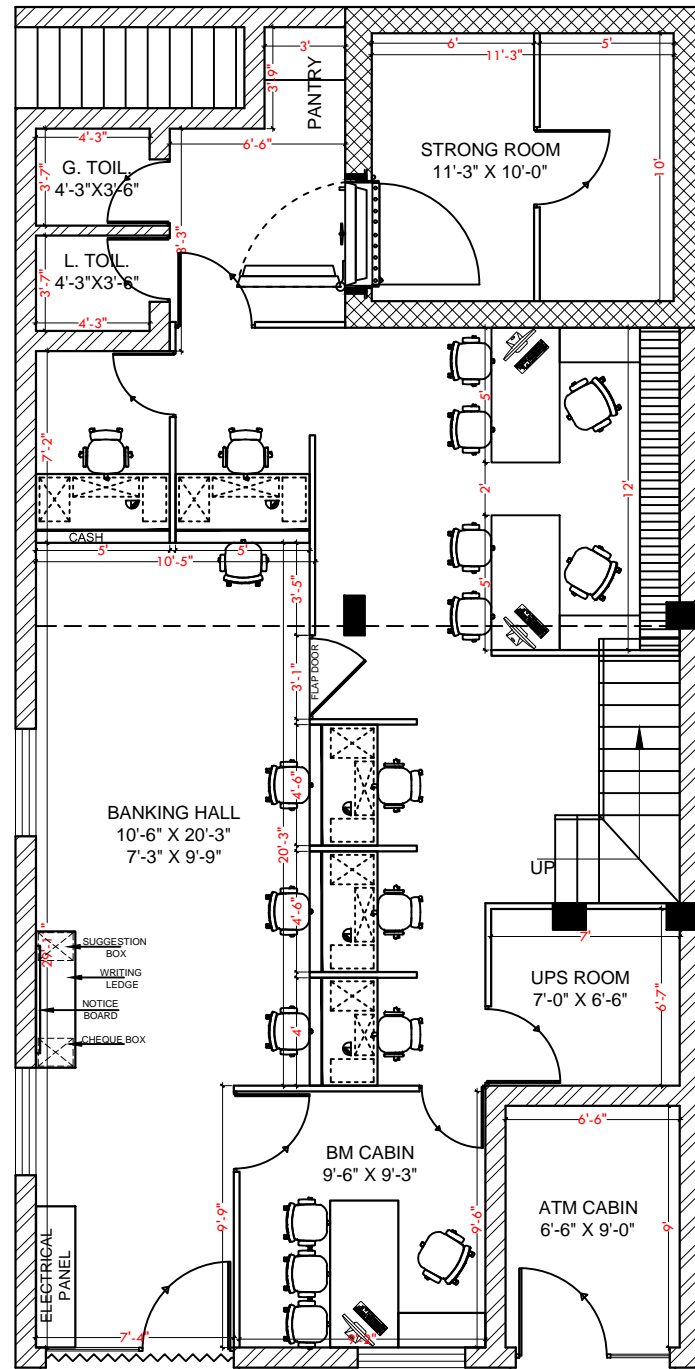 3'
6'
5'
11'-3"
3'-9"
PANTRY
4'-3"
6'-6"
G. TOIL.
4'-3"X3'-6"
3'-7"
STRONG ROOM
11'-3" X 10'-0"
10'
L. TOIL.
4'-3"X3'-6"
3'-7"
4'-3"
7'-2"
5'
2'
12'
5'
CASH
5'
5'
10'-5"
3'-5"
3'-1"
FLAP DOOR
BANKING HALL
10'-6" X 20'-3"
7'-3" X 9'-9"
4'-6"
20'-3"
4'-6"
4'
UP
SUGGESTION
BOX
WRITING
LEDGE
NOTICE
BOARD
CHEQUE BOX
7'
UPS ROOM
7'-0" X 6'-6"
6'-7"
BM CABIN
9'-6" X 9'-3"
9'-9"
9'-6"
6'-6"
ATM CABIN
6'-6" X 9'-0"
9'
ELECTRICAL
PANEL
7'-4"